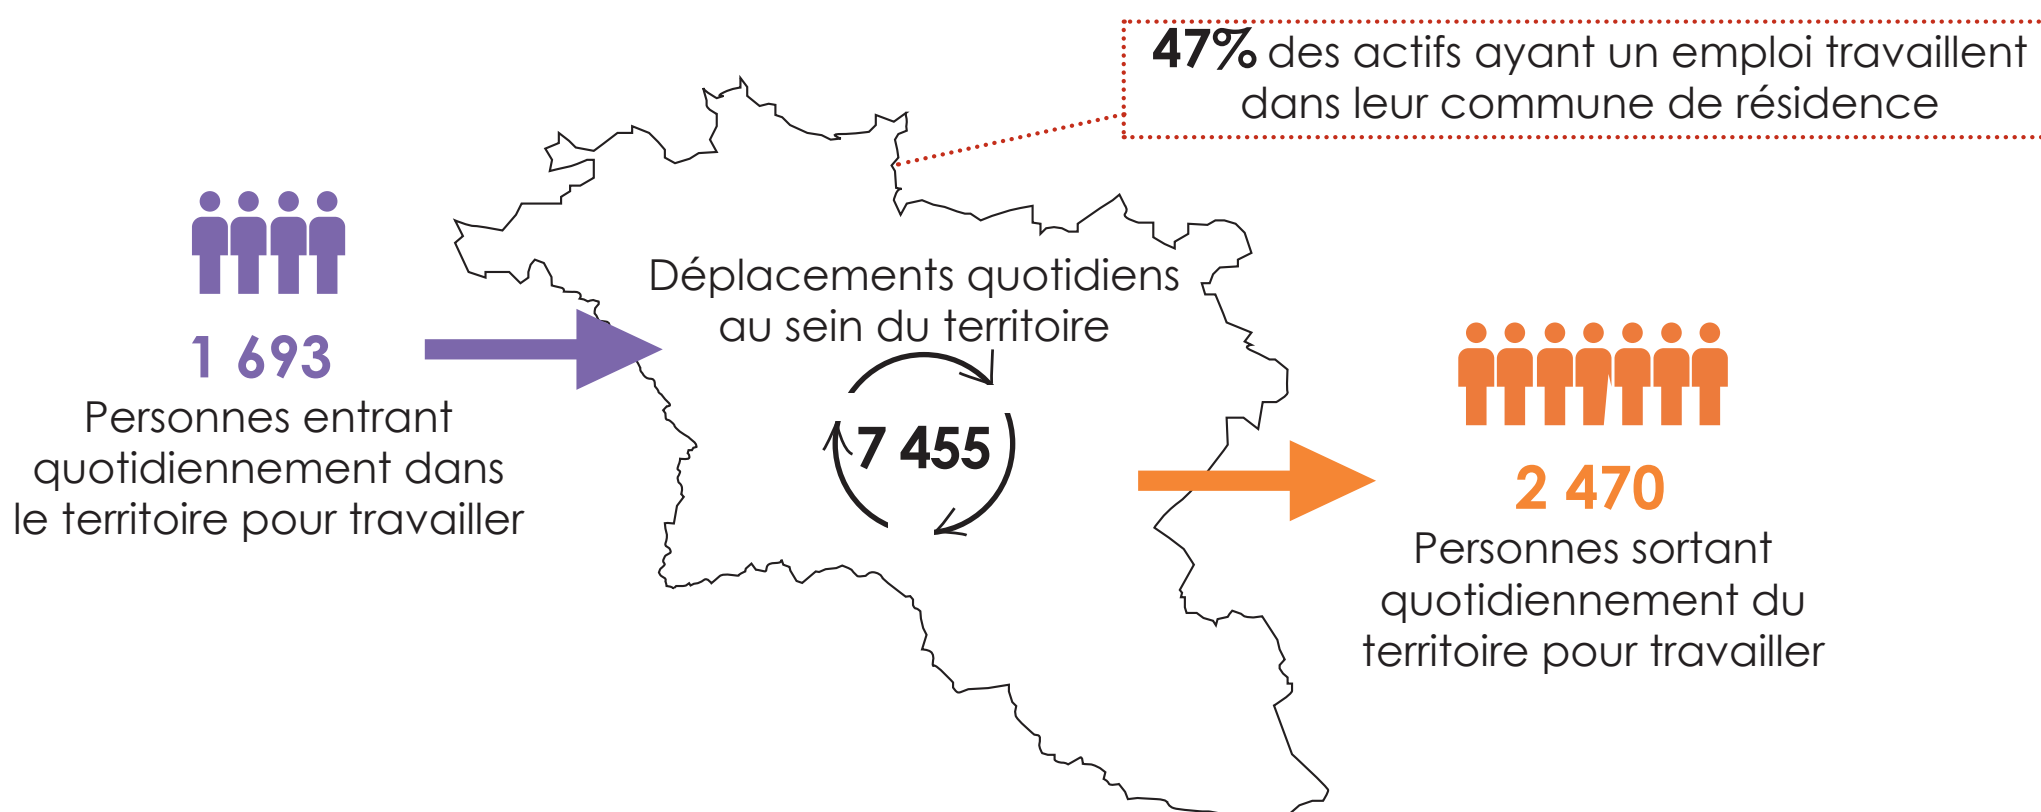 47% des actifs ayant un emploi travaillent
dans leur commune de résidence
Déplacements quotidiens
au sein du territoire
7 455
1 693
Personnes entrant
quotidiennement dans
le territoire pour travailler
2 470
Personnes sortant
quotidiennement du
territoire pour travailler